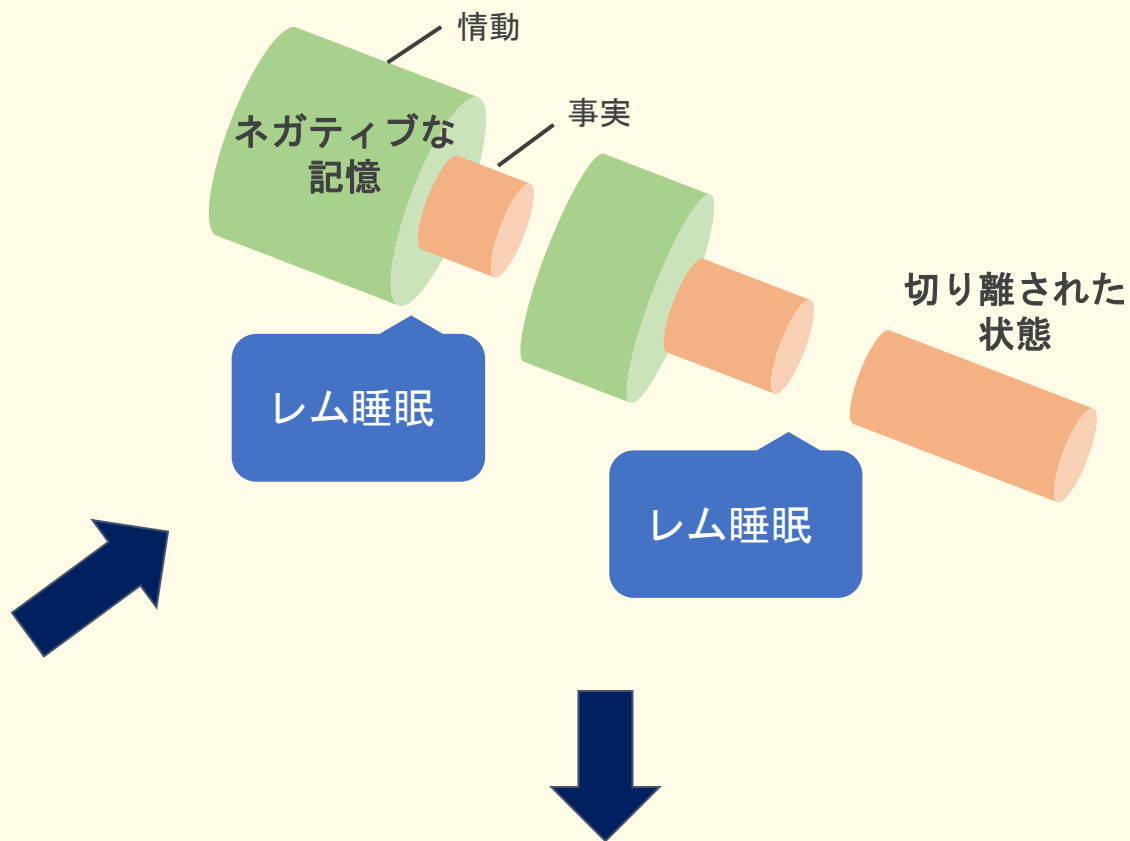 情動
事実
ネガティブな
記憶
切り離された
状態
レム睡眠
レム睡眠